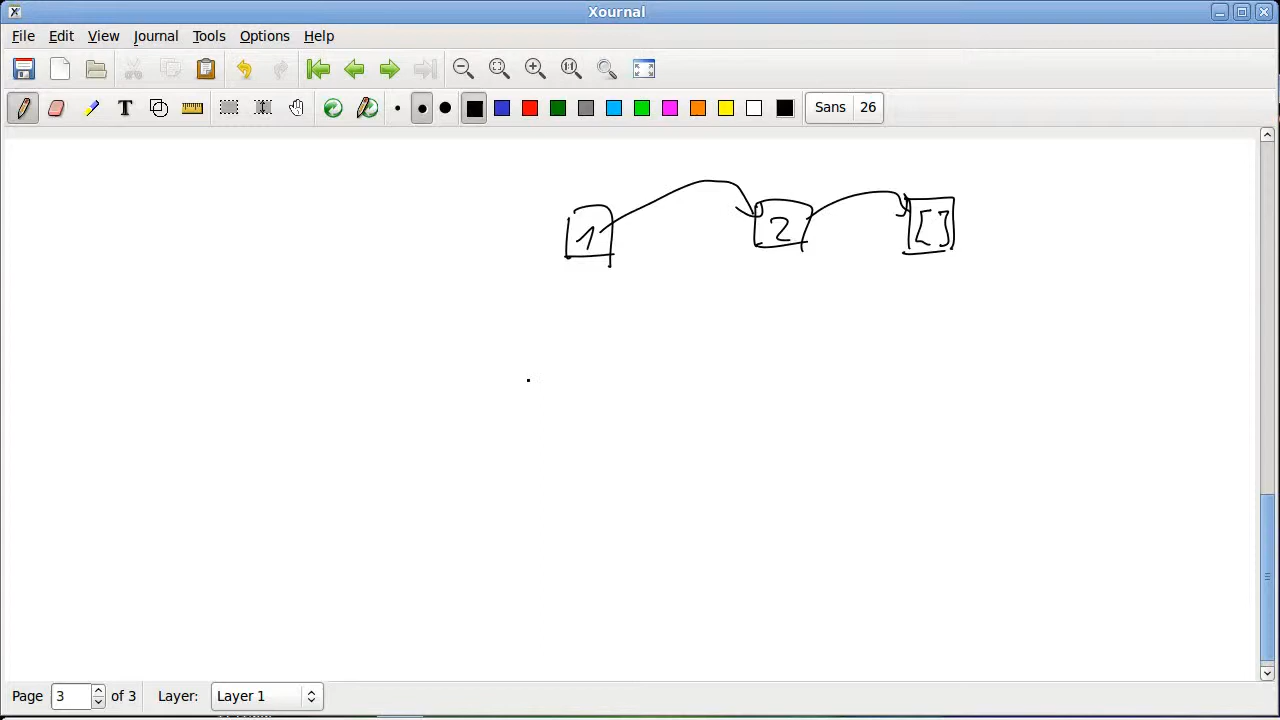 Xournal
File Edit View Journal Tools Options Help
Sans 26
1 2 []
Page 3 of 3 Layer: Layer 1